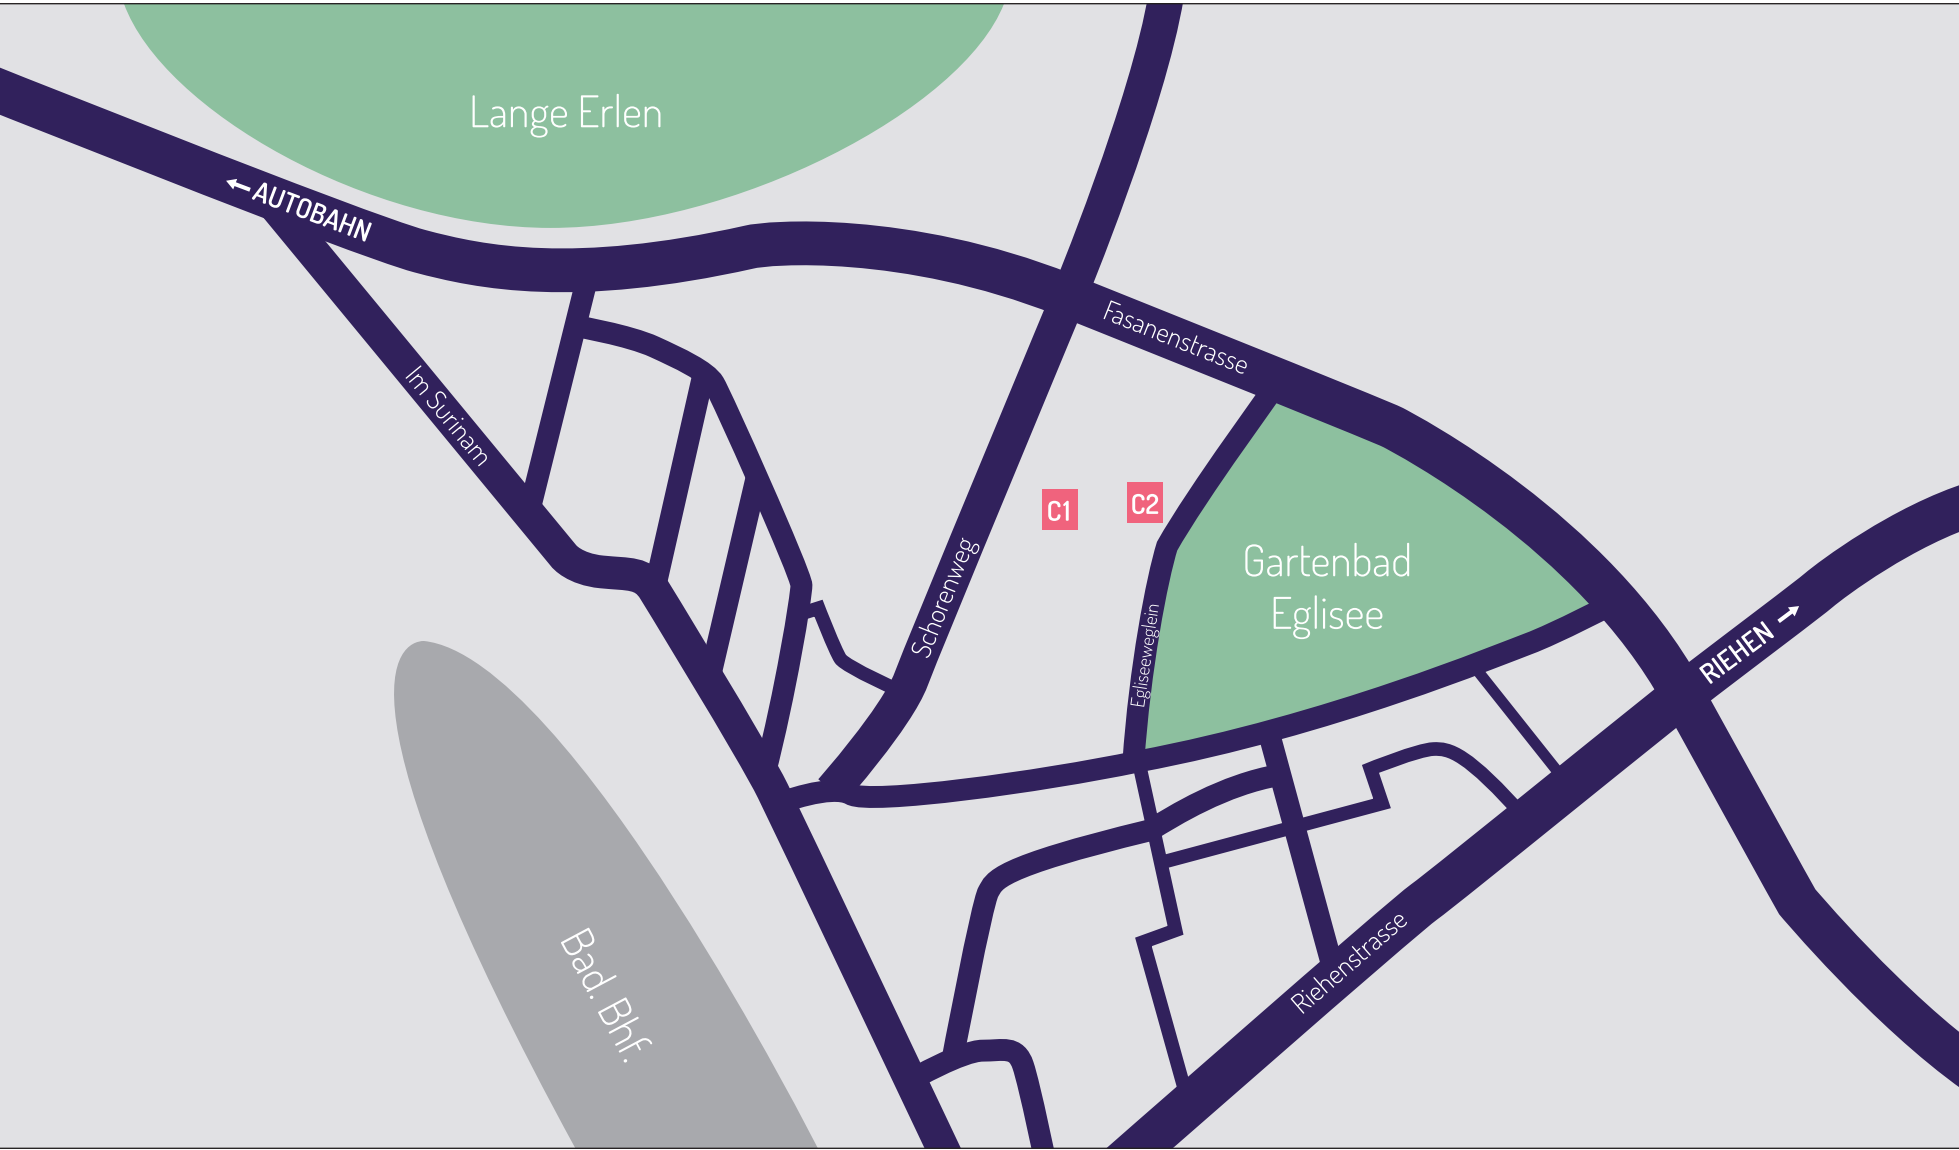 Lange Erlen
← AUTOBAHN
Fasanenstrasse
Im Surinam
C1
C2
Schorenweg
Gartenbad
Eglisee
Egliseeweglein
RIEHEN →
Riehenstrasse
Bad. Bhf.